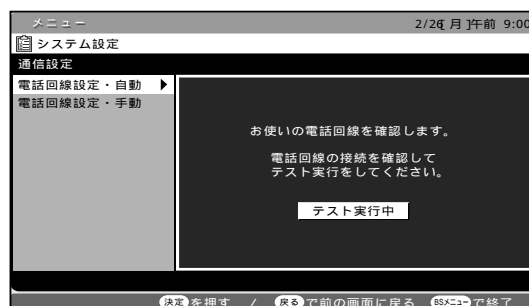 メニュー 2/26[月]午前 9:00
システム設定
通信設定
電話回線設定・自動
電話回線設定・手動
お使いの電話回線を確認します。
電話回線の接続を確認して
テスト実行をしてください。
テスト実行中
決定 を押す / 戻る で前の画面に戻る BSメニュー で終了